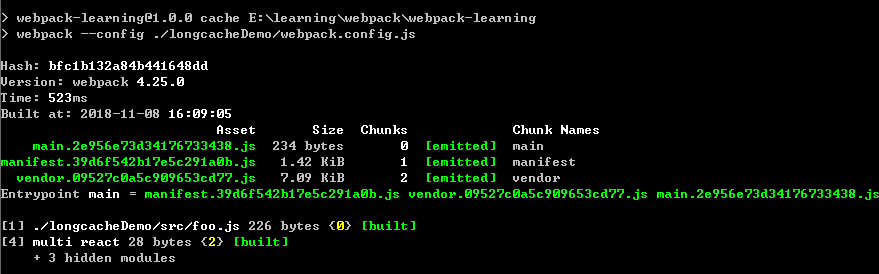 > webpack-learning@1.0.0 cache E:\learning\webpack\webpack-learning
> webpack --config ./longcacheDemo/webpack.config.js
Hash: bfc1b132a84b441648dd
Version: webpack 4.25.0
Time: 523ms
Built at: 2018-11-08 16:09:05
Asset Size Chunks Chunk Names
main.2e956e73d34176733438.js 234 bytes 0 [emitted] main
manifest.39d6f542b17e5c291a0b.js 1.42 KiB 1 [emitted] manifest
vendor.09527c0a5c909653cd77.js 7.09 KiB 2 [emitted] vendor
Entrypoint main = manifest.39d6f542b17e5c291a0b.js vendor.09527c0a5c909653cd77.js main.2e956e73d34176733438.js
[1] ./longcacheDemo/src/foo.js 226 bytes {0} [built]
[4] multi react 28 bytes {2} [built]
+ 3 hidden modules